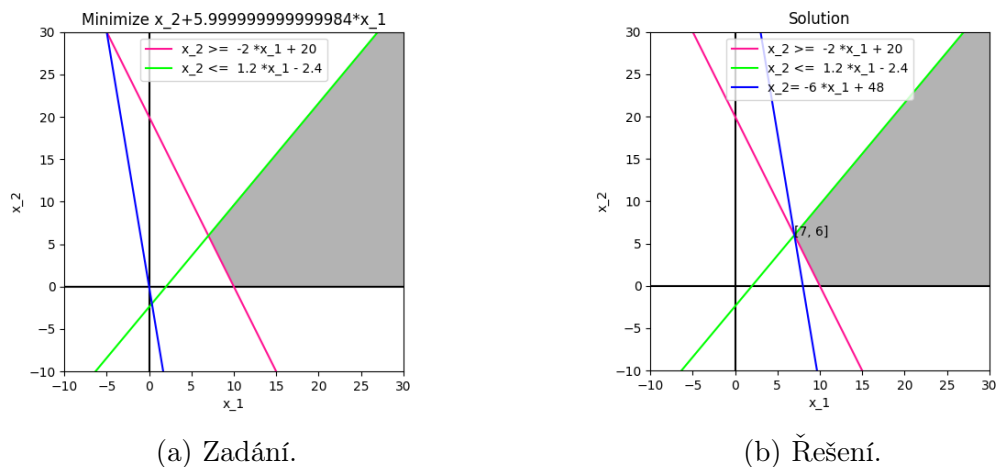 Minimize x_2+5.999999999999984*x_1
x_2 >= -2 *x_1 + 20
x_2 <= 1.2 *x_1 - 2.4
30
25
20
15
10
5
0
−5
−10
x_2
−10 −5 0 5 10 15 20 25 30
x_1
(a) Zadání.
Solution
x_2 >= -2 *x_1 + 20
x_2 <= 1.2 *x_1 - 2.4
x_2= -6 *x_1 + 48
[7, 6]
30
25
20
15
10
5
0
−5
−10
x_2
−10 −5 0 5 10 15 20 25 30
x_1
(b) Řešení.